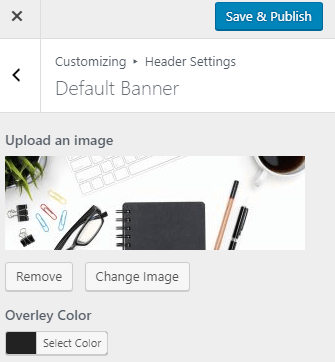 Save & Publish
Customizing ▸ Header Settings
Default Banner
Upload an image
Remove
Change Image
Overley Color
Select Color